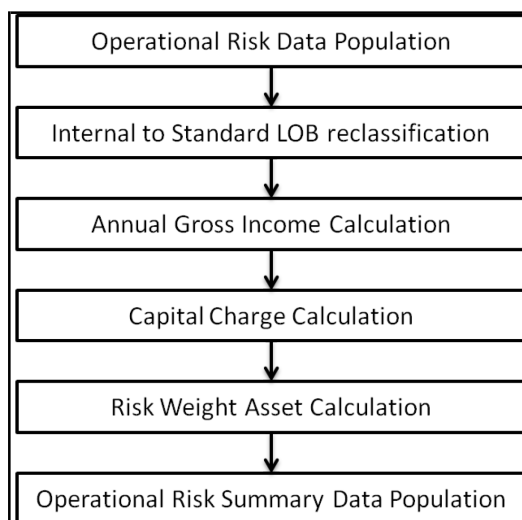 Operational Risk Data Population
Internal to Standard LOB reclassification
Annual Gross Income Calculation
Capital Charge Calculation
Risk Weight Asset Calculation
Operational Risk Summary Data Population